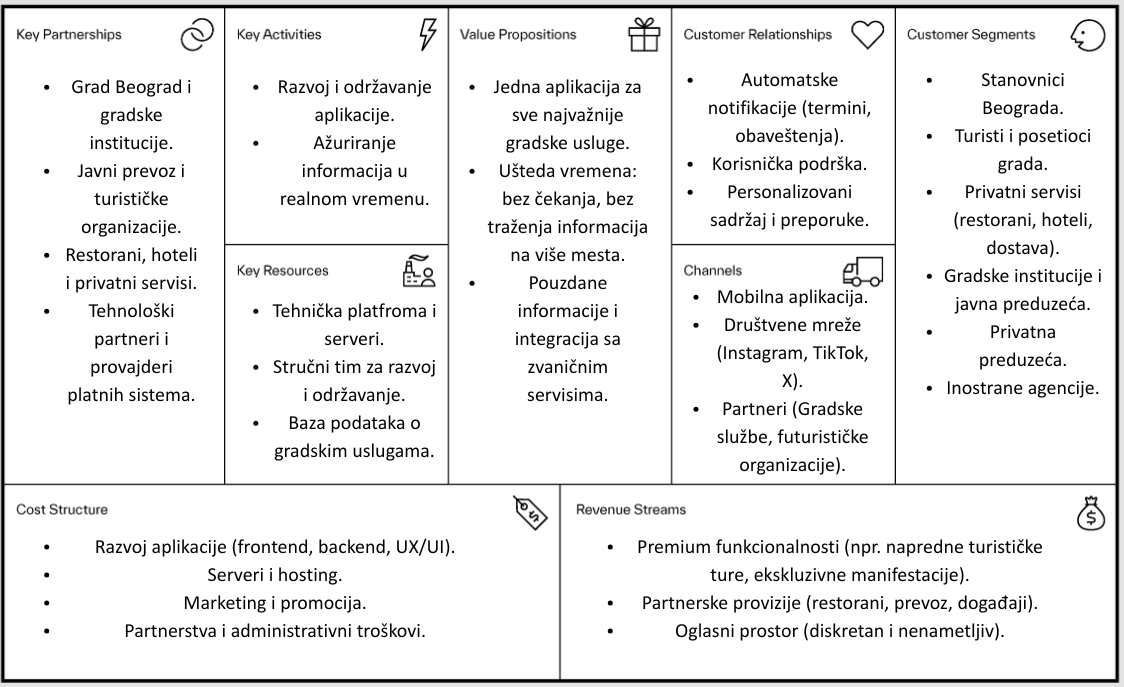 Key Partnerships
• Grad Beograd i
gradske
institucije.
• Javni prevoz i
turističke
organizacije.
• Restorani, hoteli
i privatni servisi.
• Tehnološki
partneri i
provajderi
platnih sistema.
Key Activities
• Razvoj i održavanje
aplikacije.
• Ažuriranje
informacija u
realnom vremenu.
Key Resources
• Tehnička platfroma i
serveri.
• Stručni tim za razvoj
i održavanje.
• Baza podataka o
gradskim uslugama.
Value Propositions
• Jedna aplikacija za
sve najvažnije
gradske usluge.
• Ušteda vremena:
bez čekanja, bez
traženja informacija
na više mesta.
• Pouzdane
informacije i
integracija sa
zvaničnim
servisima.
Customer Relationships
• Automatske
notifikacije (termini,
obaveštenja).
• Korisnička podrška.
• Personalizovani
sadržaj i preporuke.
Channels
• Mobilna aplikacija.
• Društvene mreže
(Instagram, TikTok,
X).
• Partneri (Gradske
službe, futurističke
organizacije).
Customer Segments
• Stanovnici
Beograda.
• Turisti i posetioci
grada.
• Privatni servisi
(restorani, hoteli,
dostava).
• Gradske institucije i
javna preduzeća.
• Privatna
preduzeća.
• Inostrane agencije.
Cost Structure
• Razvoj aplikacije (frontend, backend, UX/UI).
• Serveri i hosting.
• Marketing i promocija.
• Partnerstva i administrativni troškovi.
Revenue Streams
• Premium funkcionalnosti (npr. napredne turističke
ture, ekskluzivne manifestacije).
• Partnerske provizije (restorani, prevoz, događaji).
• Oglasni prostor (diskretan i nenametljiv).